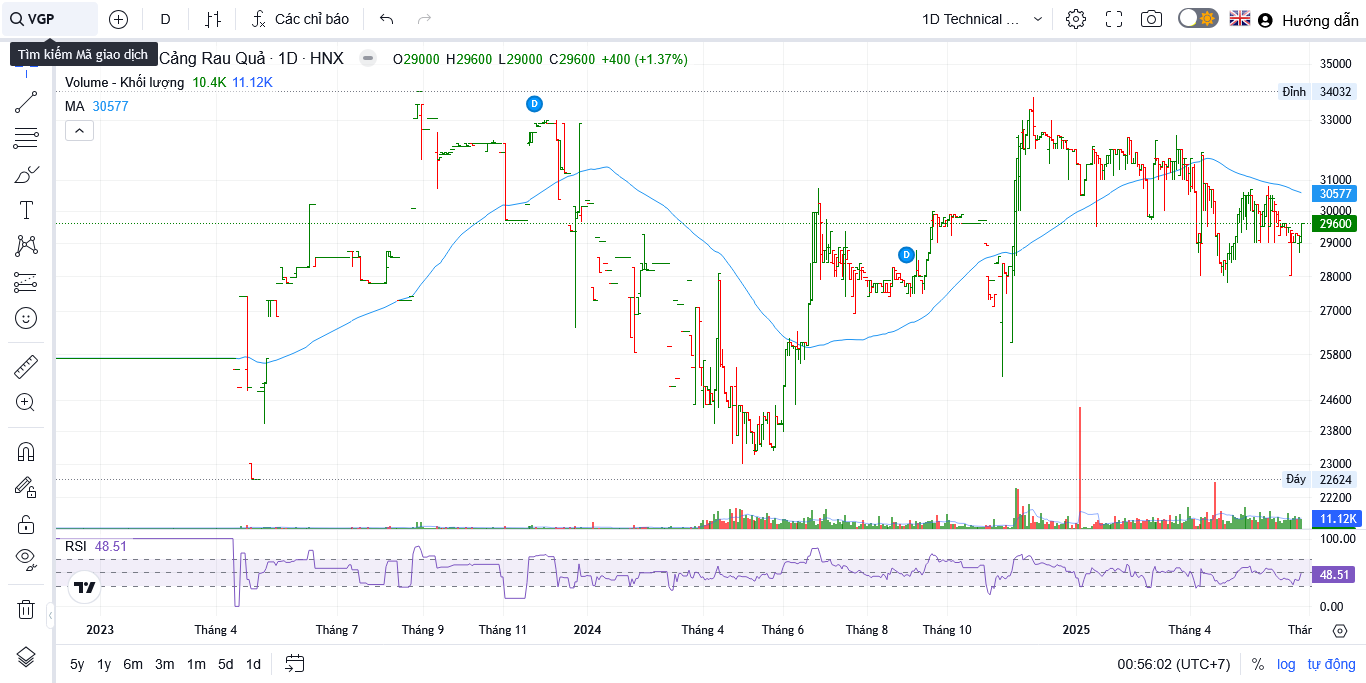 VGP
D
Các chỉ báo
1D Technical ...
Hướng dẫn
Tìm kiếm Mã giao dịch
Cảng Rau Quả · 1D · HNX
O29000 H29600 L29000 C29600 +400 (+1.37%)
Volume - Khối lượng 10.4K 11.12K
MA 30577
D
D
35000
Đỉnh 34032
33000
31000
30577
30000
29600
29000
28000
27000
25800
24600
23800
23000
Đáy 22624
22200
11.12K
RSI 48.51
100.00
48.51
0.00
2023 Tháng 4 Tháng 7 Tháng 9 Tháng 11 2024 Tháng 4 Tháng 6 Tháng 8 Tháng 10 2025 Tháng 4 Thár
5y 1y 6m 3m 1m 5d 1d
00:56:02 (UTC+7) % log tự động